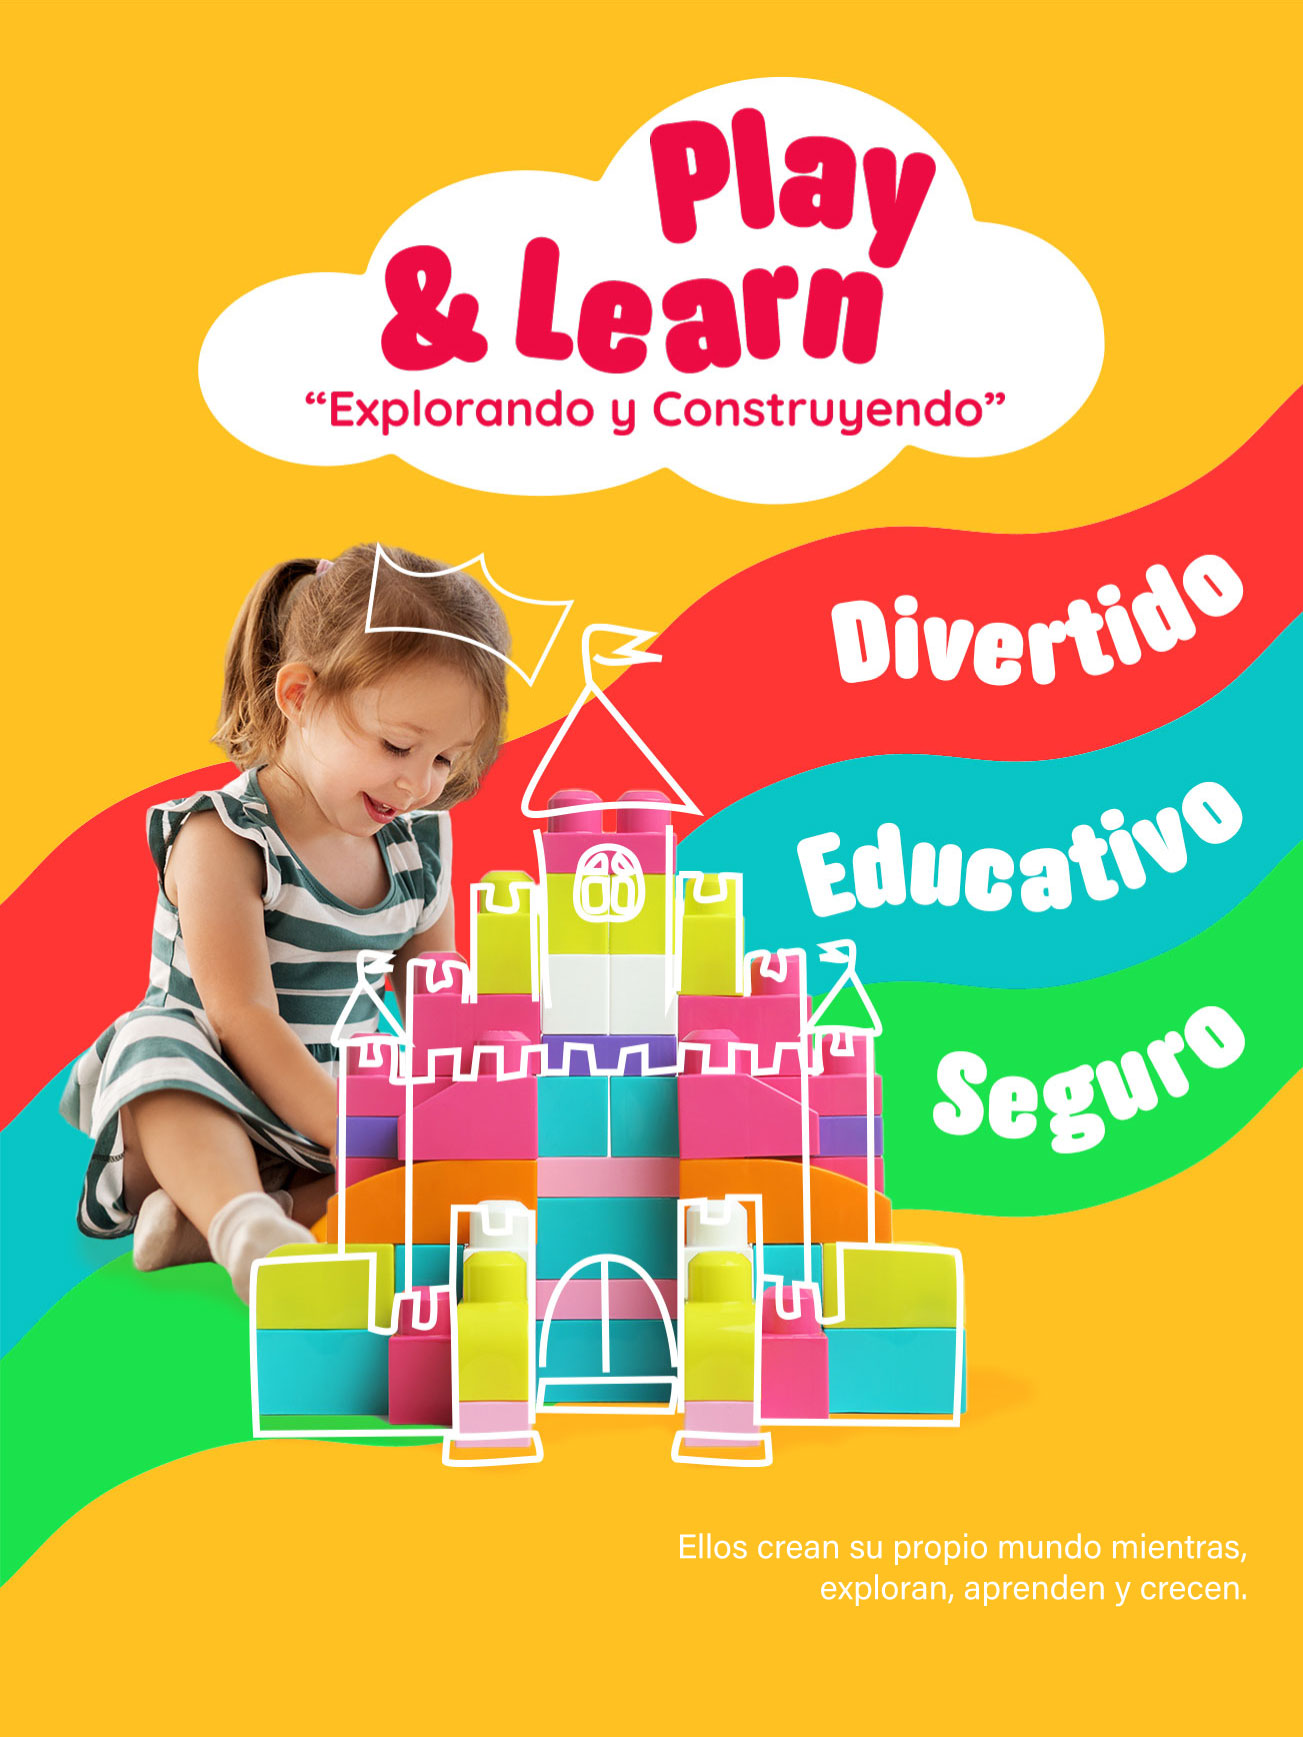 Play
& Learn
“Explorando y Construyendo”
Divertido
Educativo
Seguro
Ellos crean su propio mundo mientras,
exploran, aprenden y crecen.